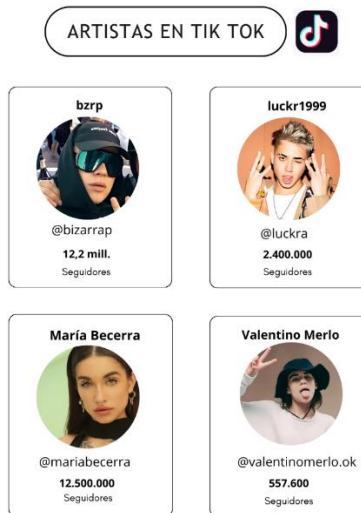 ARTISTAS EN TIK TOK
bzrp
@bizarrap
12,2 mill.
Seguidores
luckr1999
@luckra
2.400.000
Seguidores
María Becerra
@mariabecerra
12.500.000
Seguidores
Valentino Merlo
@valentinomerlo.ok
557.600
Seguidores